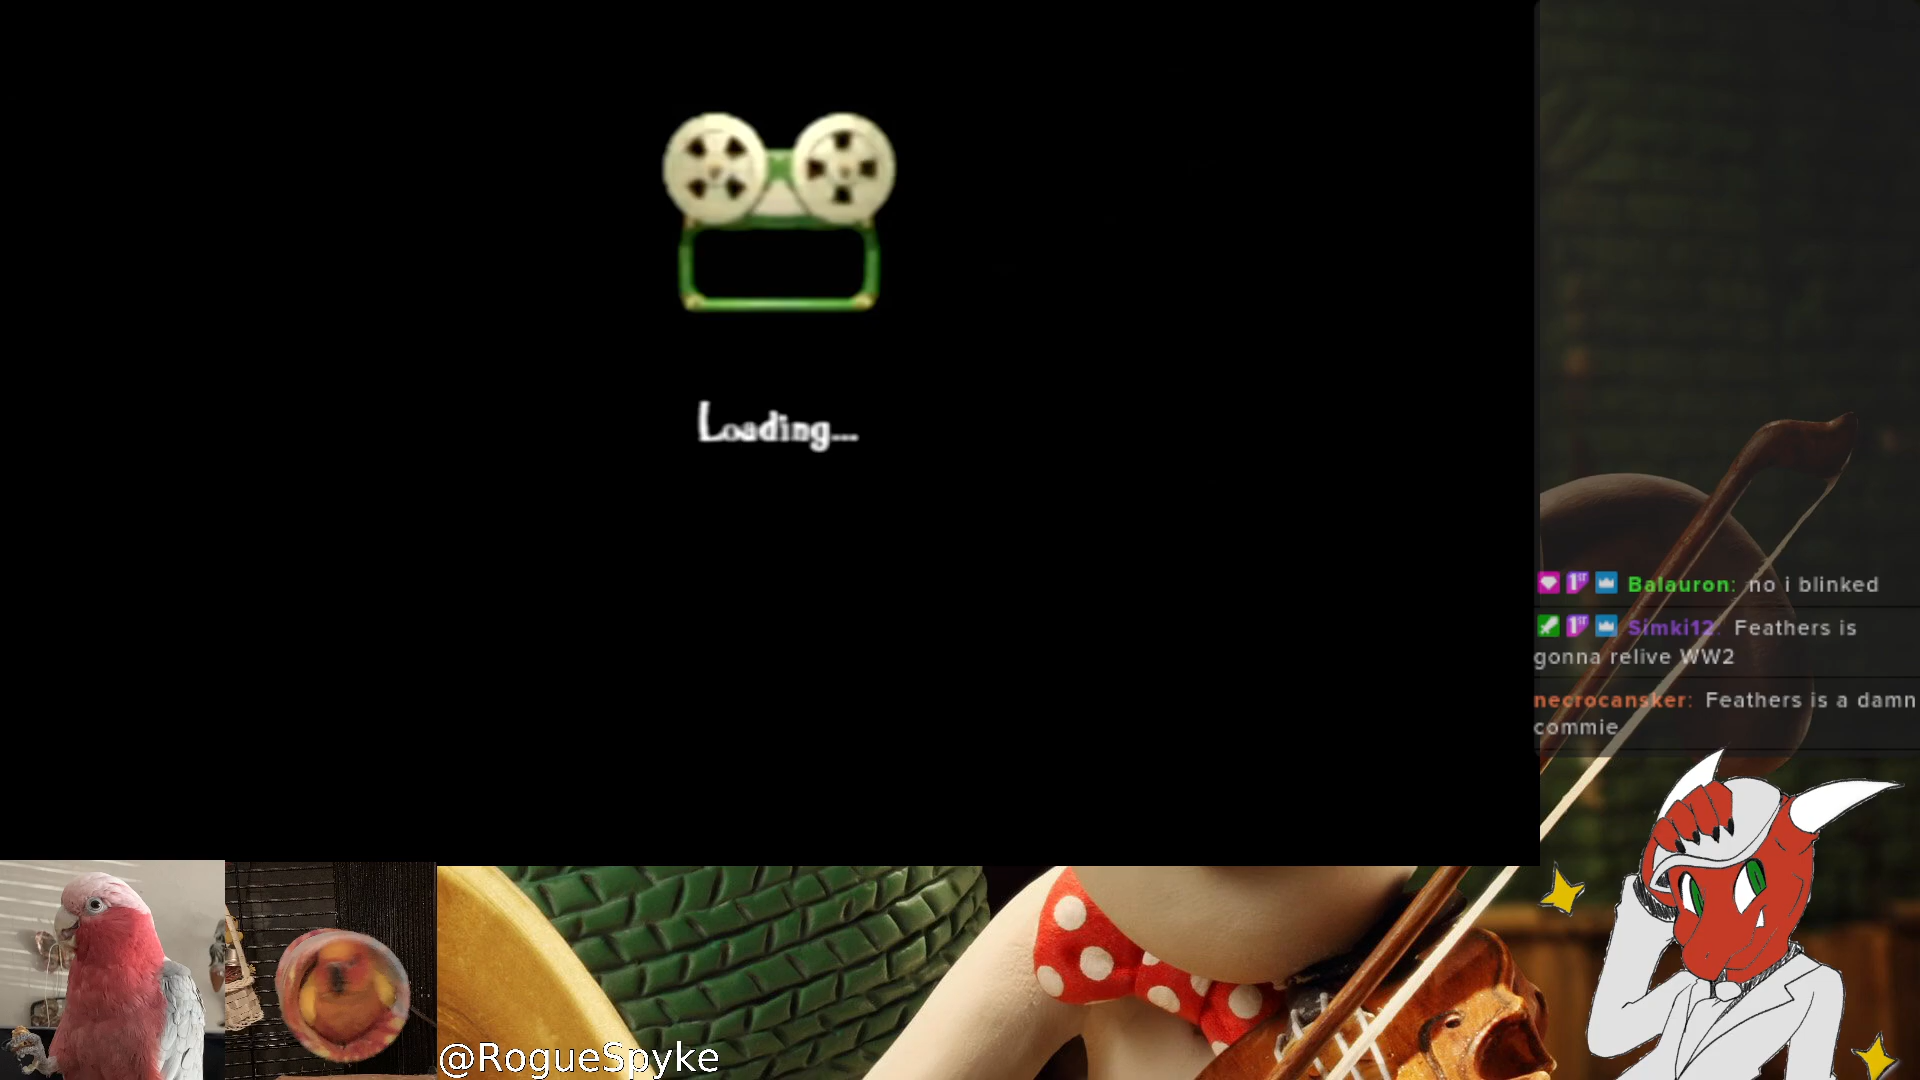 Loading...
Balauron: no i blinked
Simki12: Feathers is
gonna relive WW2
necrocansker: Feathers is a damn
commie
@RogueSpyke